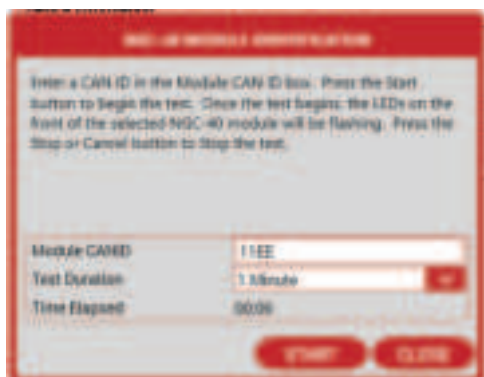 NGC-40 MODULE IDENTIFICATION
Enter a CAN ID in the Module CAN ID box. Press the Start
button to begin the test. Once the test begins, the LEDs on the
front of the selected NGC-40 module will be flashing. Press the
Stop or Cancel button to Stop the test.
Module CANID 11EE
Test Duration 1 Minute
Time Elapsed 00:00
START CLOSE